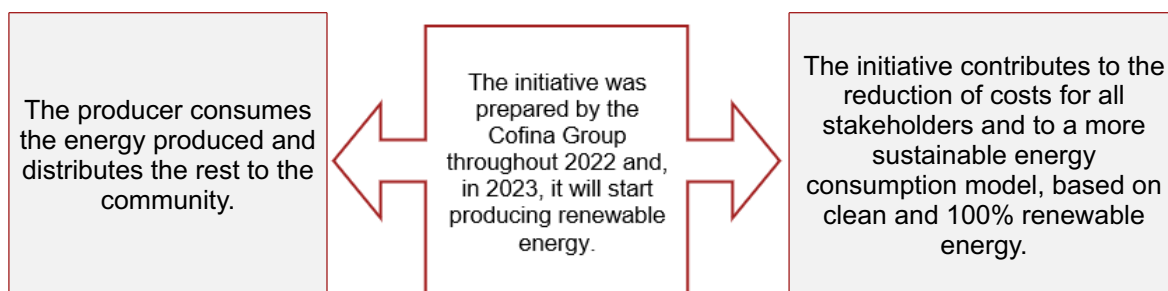 The producer consumes
the energy produced and
distributes the rest to the
community.
The initiative was
prepared by the
Cofina Group
throughout 2022 and,
in 2023, it will start
producing renewable
energy.
The initiative contributes to the
reduction of costs for all
stakeholders and to a more
sustainable energy
consumption model, based on
clean and 100% renewable
energy.